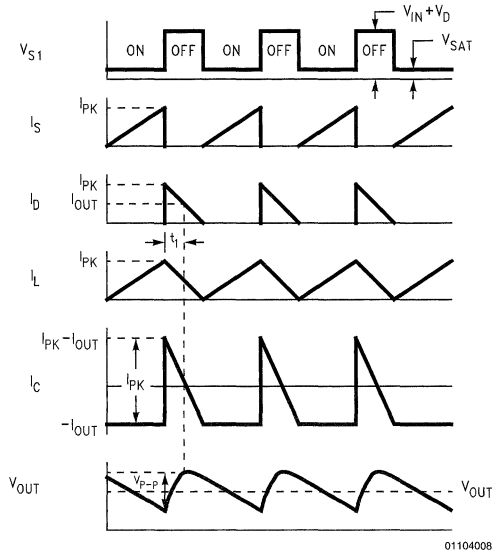 V_IN + V_D
V_S1
ON OFF ON OFF ON OFF
V_SAT
I_PK
I_S
I_PK
I_OUT
I_D
t_1
I_PK
I_L
I_PK - I_OUT
I_C
I_PK
-I_OUT
V_P-P
V_OUT
V_OUT
01104008